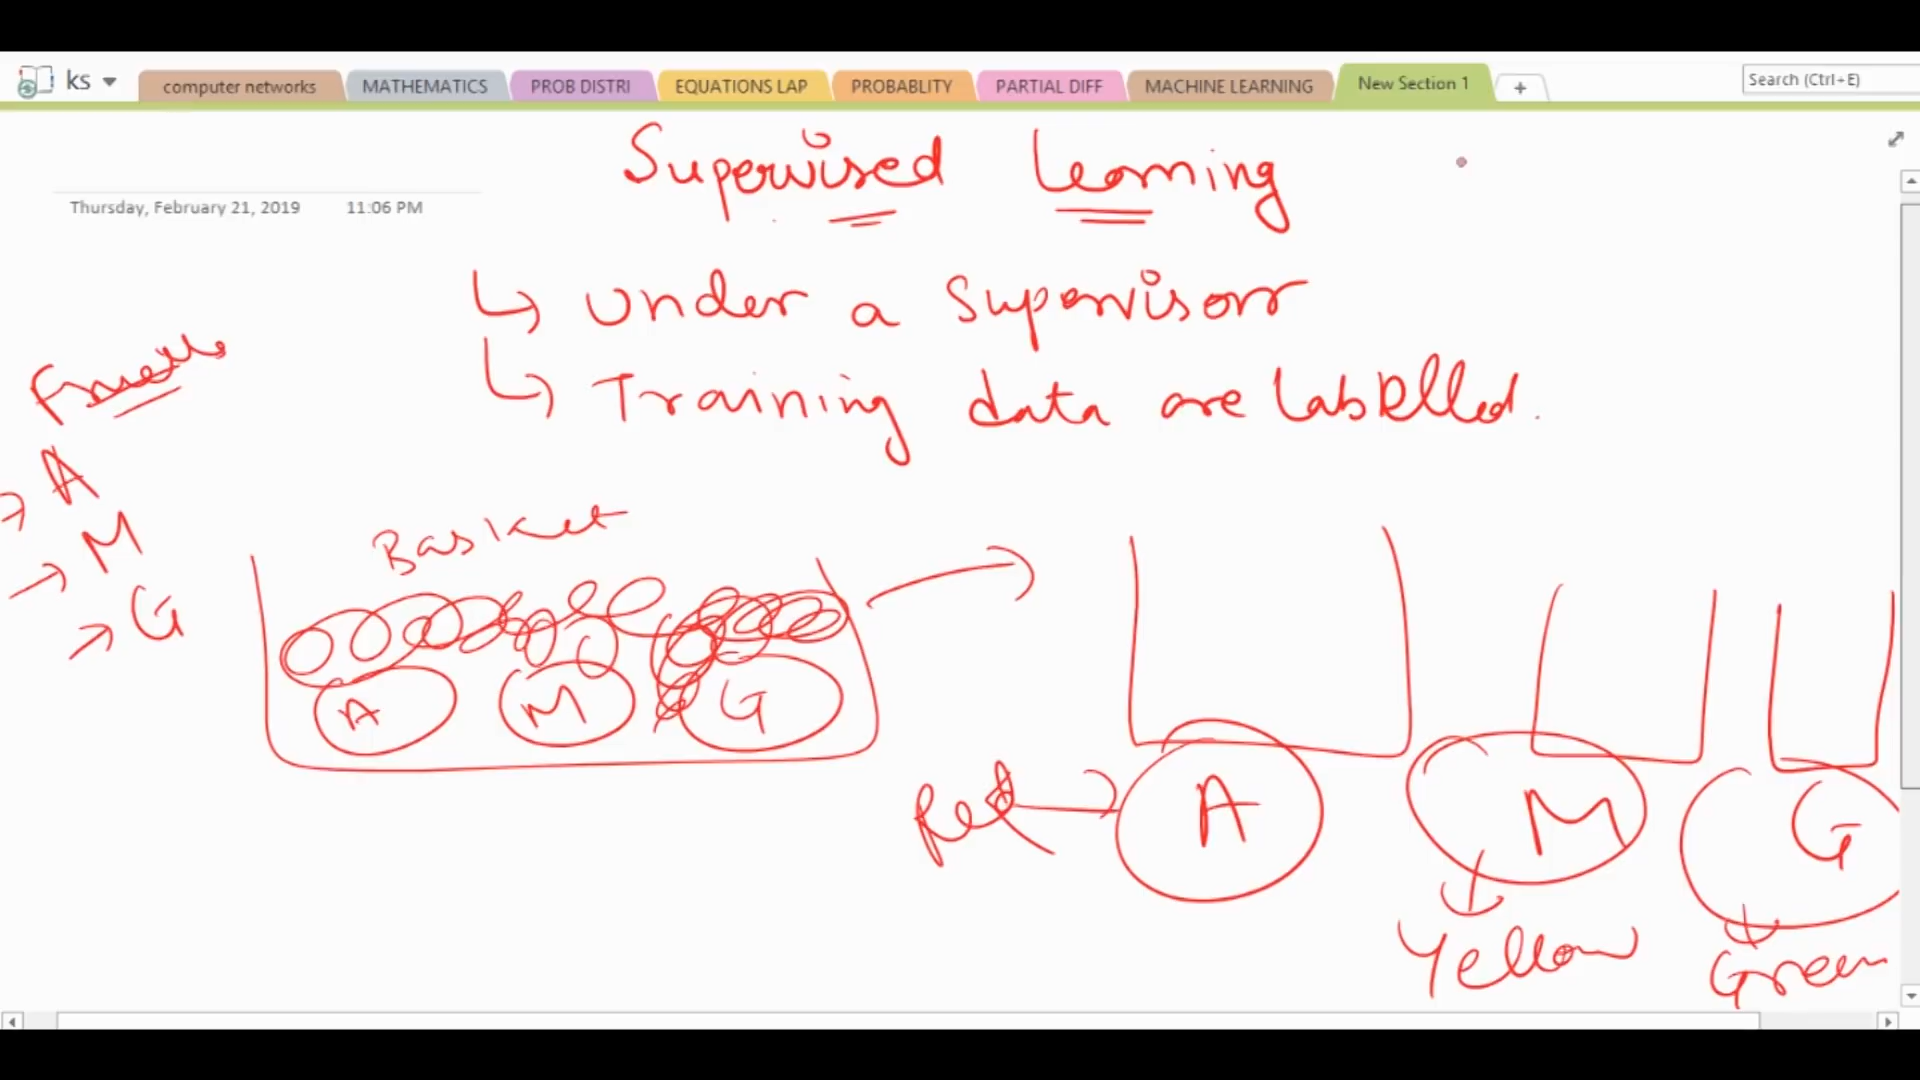 ks
computer networks MATHEMATICS PROB DISTRI EQUATIONS LAP PROBABLITY PARTIAL DIFF MACHINE LEARNING New Section 1 +
Search (Ctrl+E)
Supervised Learning
Thursday, February 21, 2019 11:06 PM
under a Supervisorr
Training data are labelled.
A
M
G
Basket
A M G
Red A M G
Yellow
Green